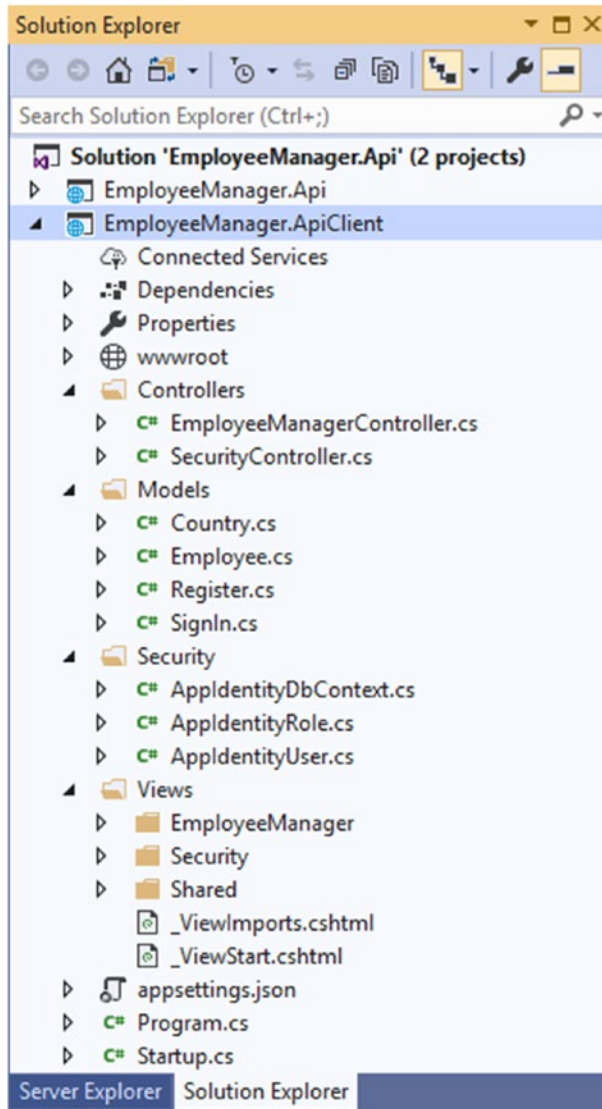 Solution Explorer
Search Solution Explorer (Ctrl+;)
Solution 'EmployeeManager.Api' (2 projects)
EmployeeManager.Api
EmployeeManager.ApiClient
Connected Services
Dependencies
Properties
wwwroot
Controllers
C# EmployeeManagerController.cs
C# SecurityController.cs
Models
C# Country.cs
C# Employee.cs
C# Register.cs
C# SignIn.cs
Security
C# AppIdentityDbContext.cs
C# AppIdentityRole.cs
C# AppIdentityUser.cs
Views
EmployeeManager
Security
Shared
_ViewImports.cshtml
_ViewStart.cshtml
appsettings.json
C# Program.cs
C# Startup.cs
Server Explorer Solution Explorer